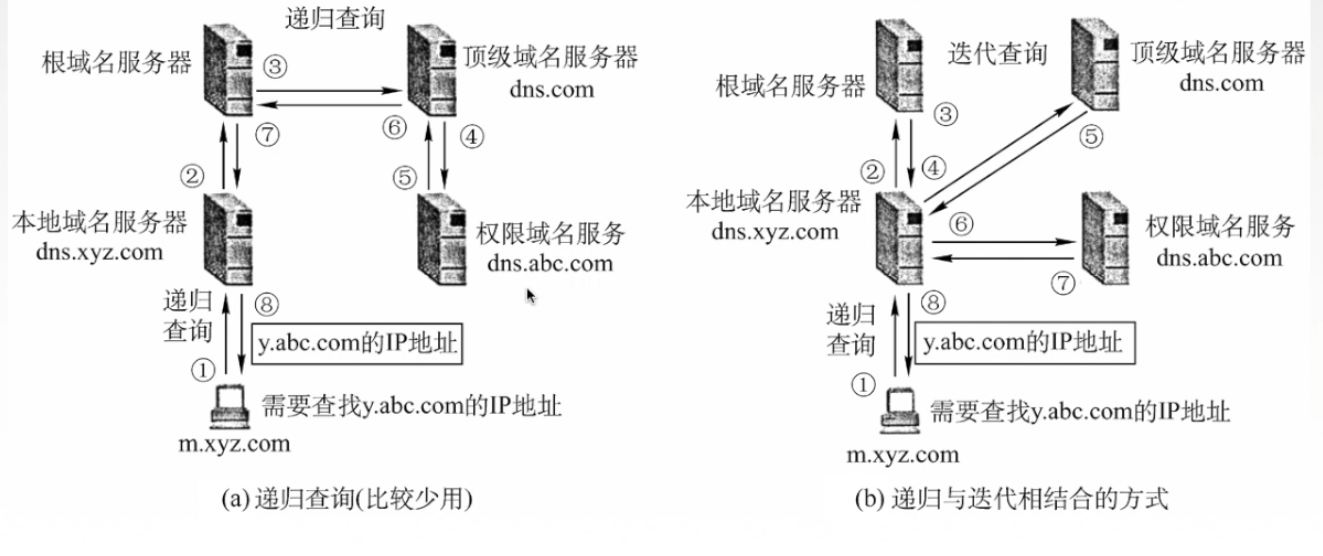 递归查询
根域名服务器
③
顶级域名服务器
dns.com
⑥
⑦
④
②
⑤
本地域名服务器
dns.xyz.com
权限域名服务
dns.abc.com
递归
查询
⑧
y.abc.com的IP地址
①
需要查找y.abc.com的IP地址
m.xyz.com
(a) 递归查询(比较少用)
迭代查询
顶级域名服务器
dns.com
根域名服务器
③
⑤
②
④
本地域名服务器
dns.xyz.com
⑥
权限域名服务
dns.abc.com
⑦
⑧
递归
查询
y.abc.com的IP地址
①
需要查找y.abc.com的IP地址
m.xyz.com
(b) 递归与迭代相结合的方式